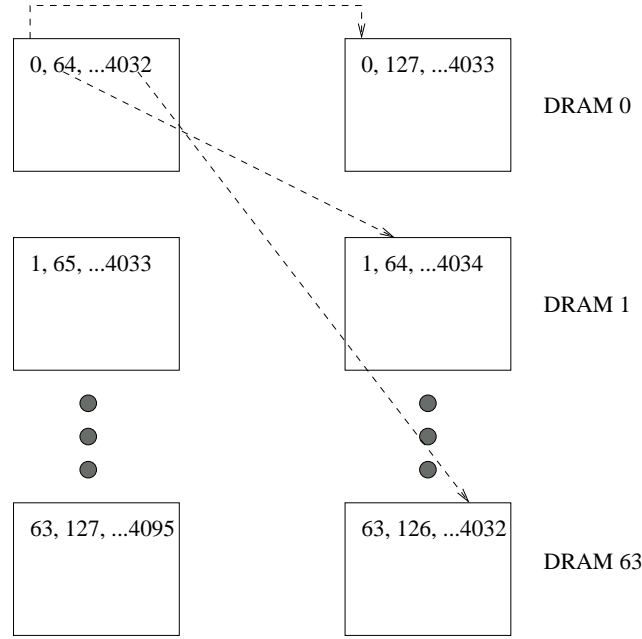 0, 64, ...4032
0, 127, ...4033
DRAM 0
1, 65, ...4033
1, 64, ...4034
DRAM 1
63, 127, ...4095
63, 126, ...4032
DRAM 63